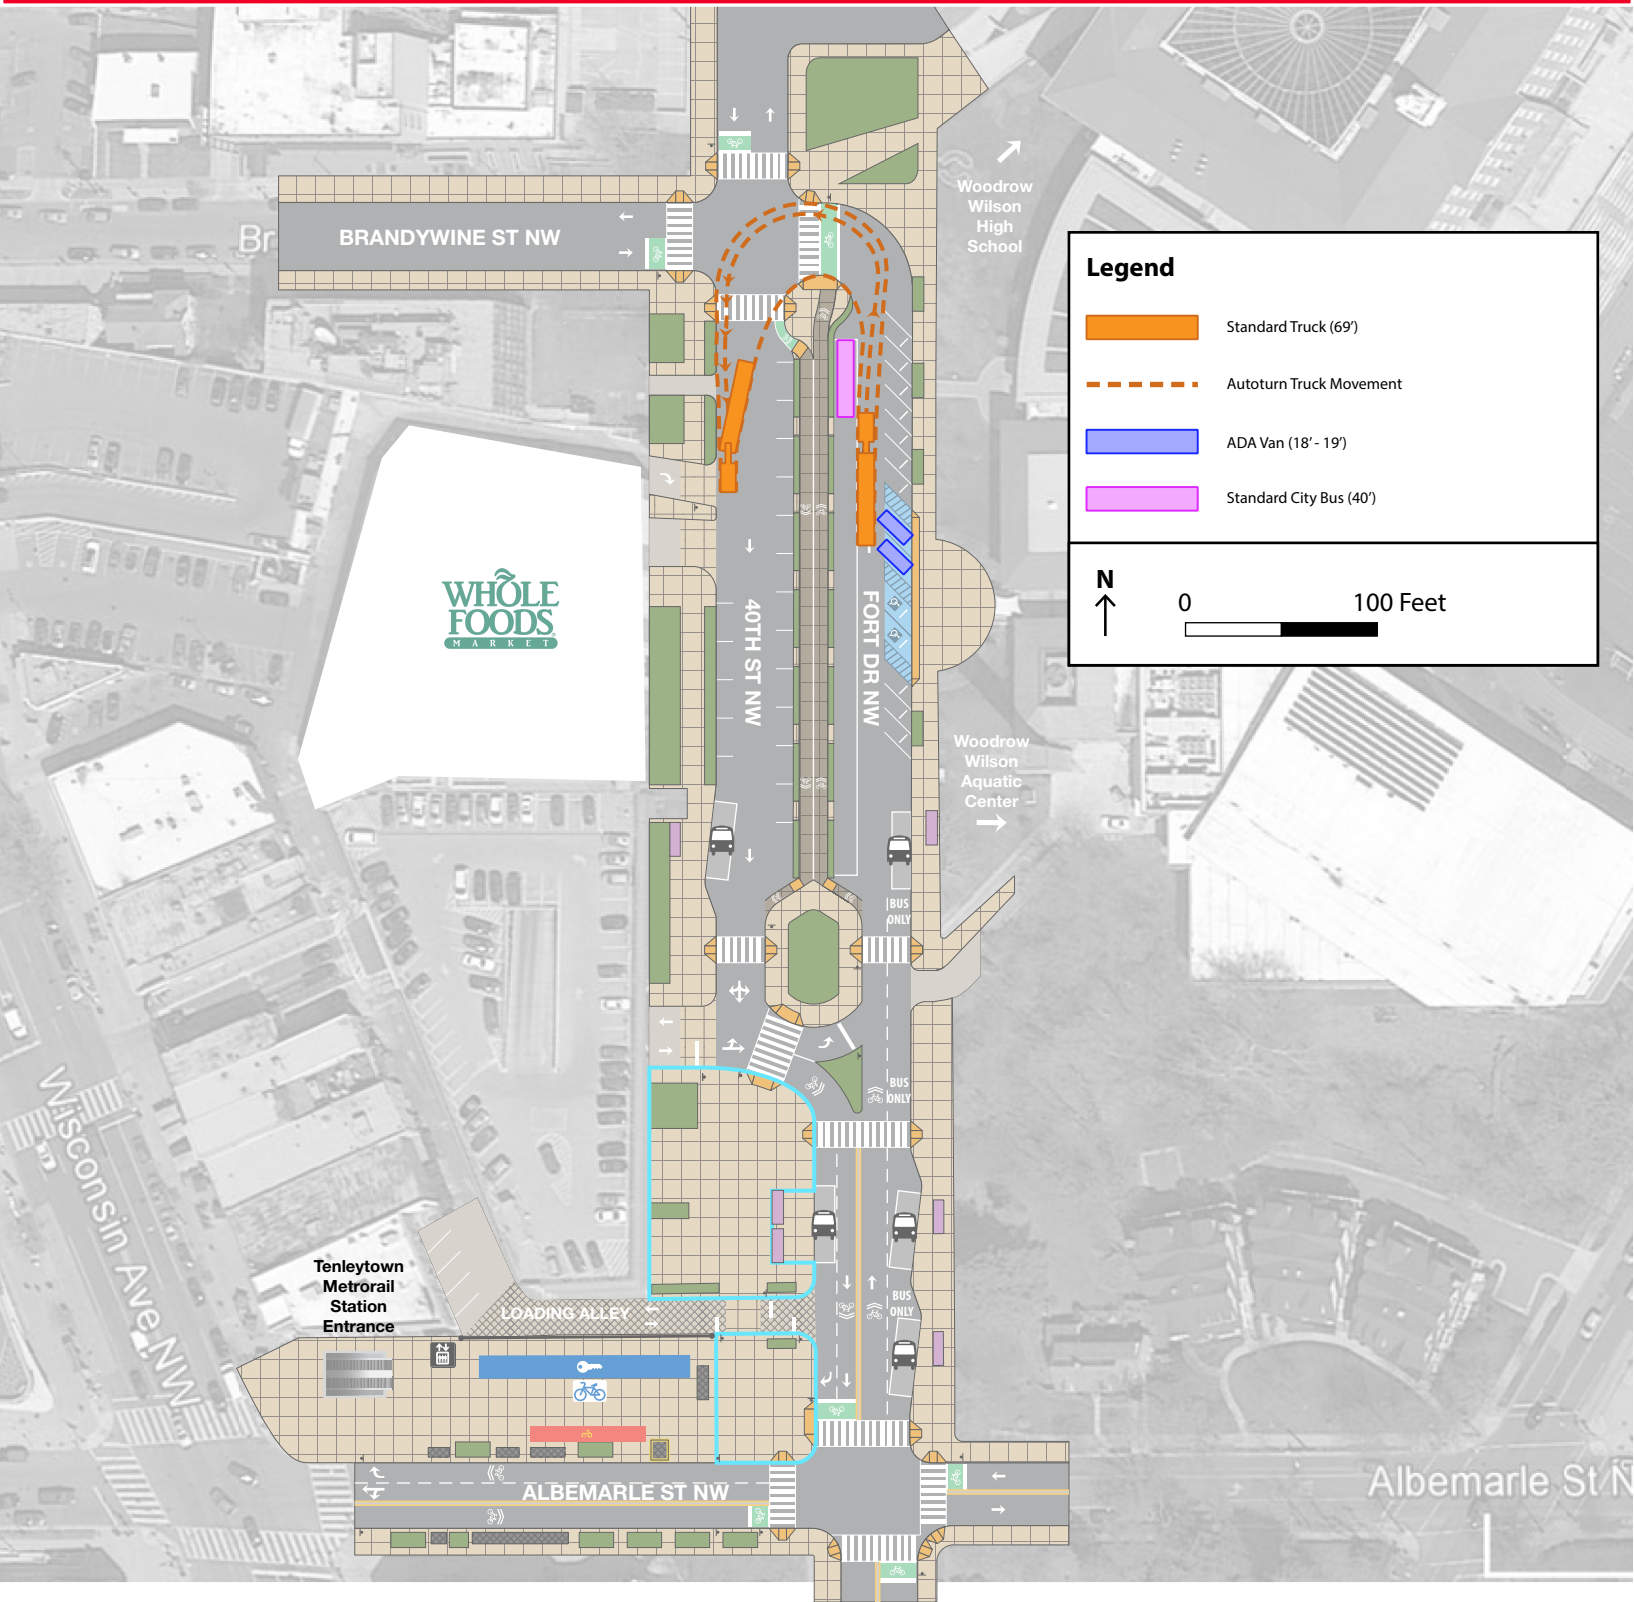 Br
BRANDYWINE ST NW
Woodrow
Wilson
High
School
Legend
Standard Truck (69’)
Autoturn Truck Movement
ADA Van (18’ - 19’)
Standard City Bus (40’)
N
0
100 Feet
WHOLE
FOODS
MARKET
40TH ST NW
FORT DR NW
Woodrow
Wilson
Aquatic
Center
BUS
ONLY
BUS
ONLY
BUS
ONLY
Wisconsin Ave NW
Tenleytown
Metrorail
Station
Entrance
LOADING ALLEY
ALBEMARLE ST NW
Albemarle St N